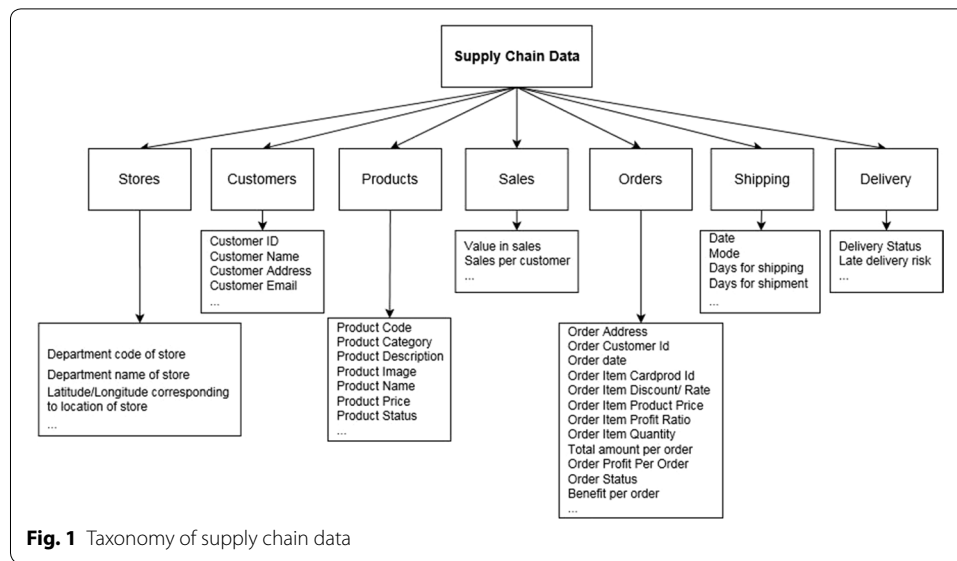 Supply Chain Data
Stores
Customers
Products
Sales
Orders
Shipping
Delivery
Customer ID
Customer Name
Customer Address
Customer Email
...
Value in sales
Sales per customer
...
Date
Mode
Days for shipping
Days for shipment
...
Delivery Status
Late delivery risk
...
Department code of store
Department name of store
Latitude/Longitude corresponding
to location of store
...
Product Code
Product Category
Product Description
Product Image
Product Name
Product Price
Product Status
...
Order Address
Order Customer Id
Order date
Order Item Cardprod Id
Order Item Discount/ Rate
Order Item Product Price
Order Item Profit Ratio
Order Item Quantity
Total amount per order
Order Profit Per Order
Order Status
Benefit per order
...
Fig. 1 Taxonomy of supply chain data